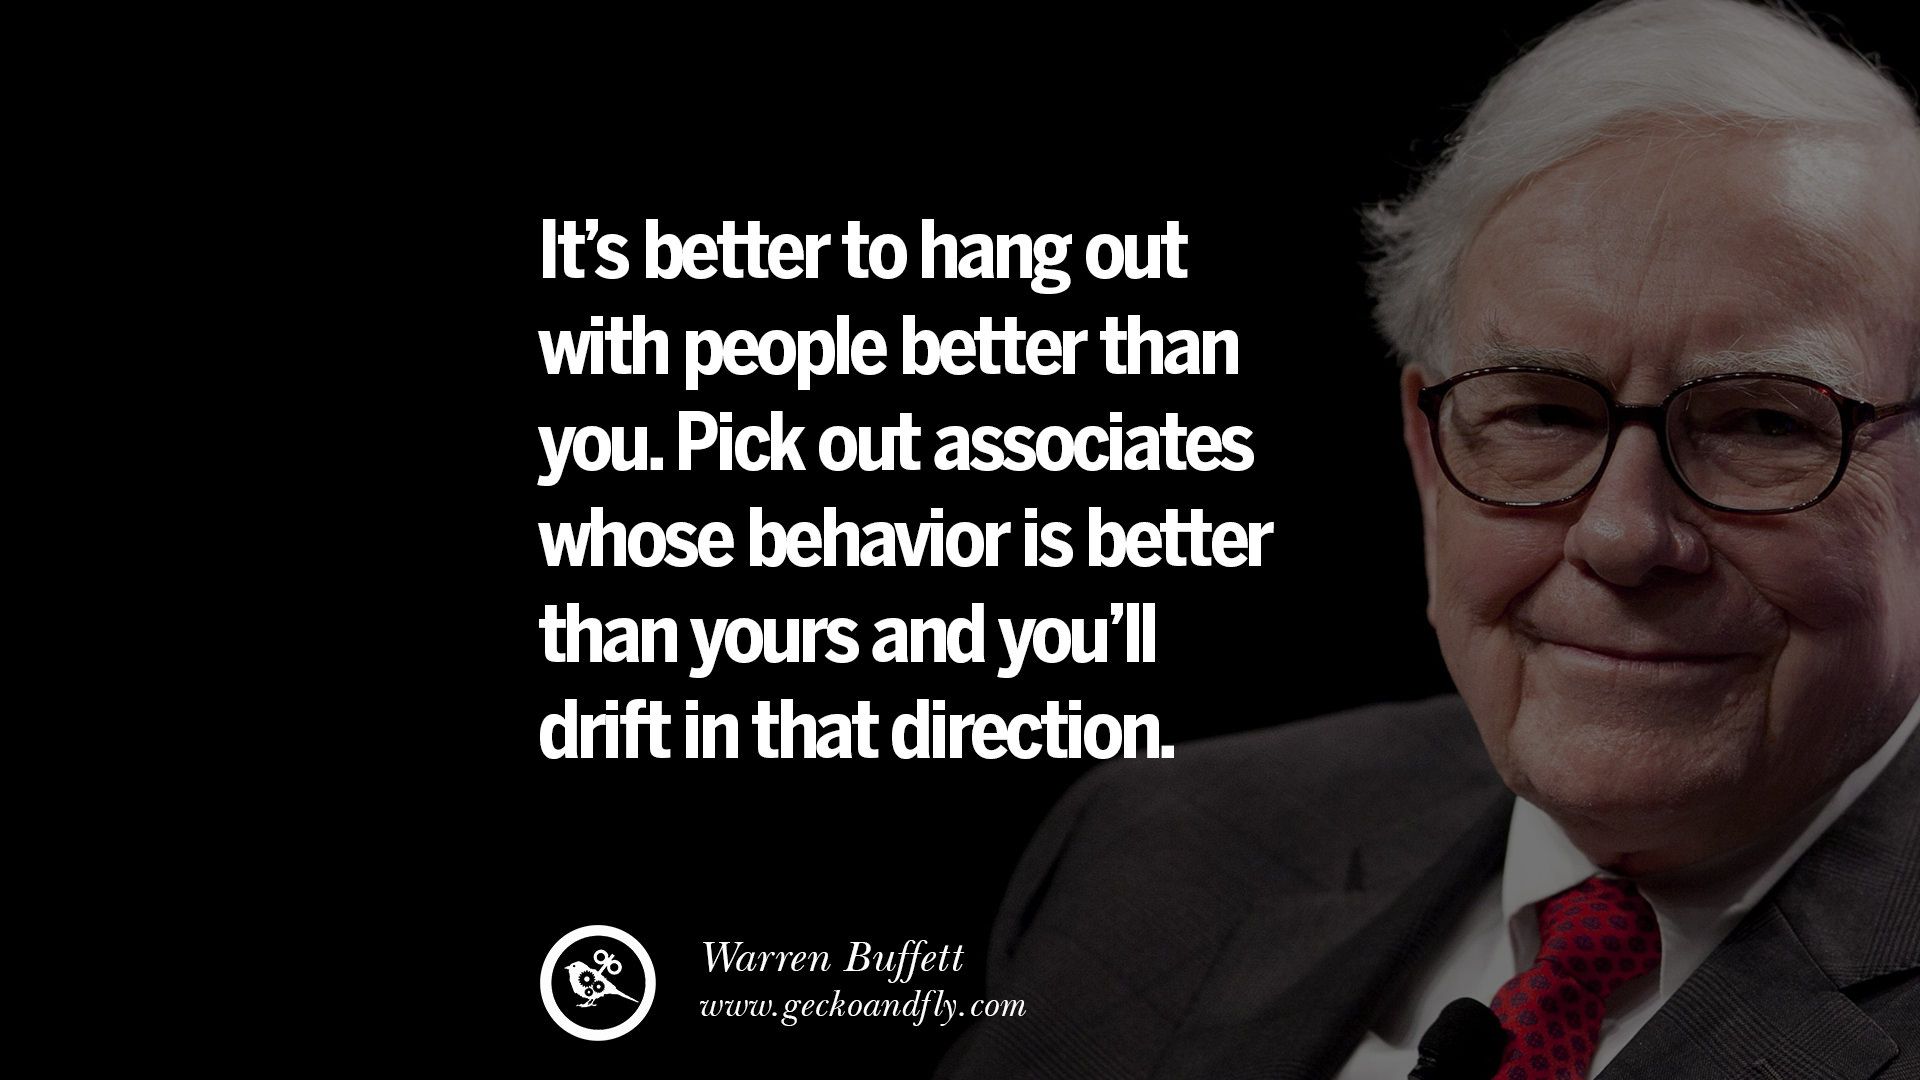 It’s better to hang out
with people better than
you. Pick out associates
whose behavior is better
than yours and you’ll
drift in that direction.
Warren Buffett
www.geckoandfly.com